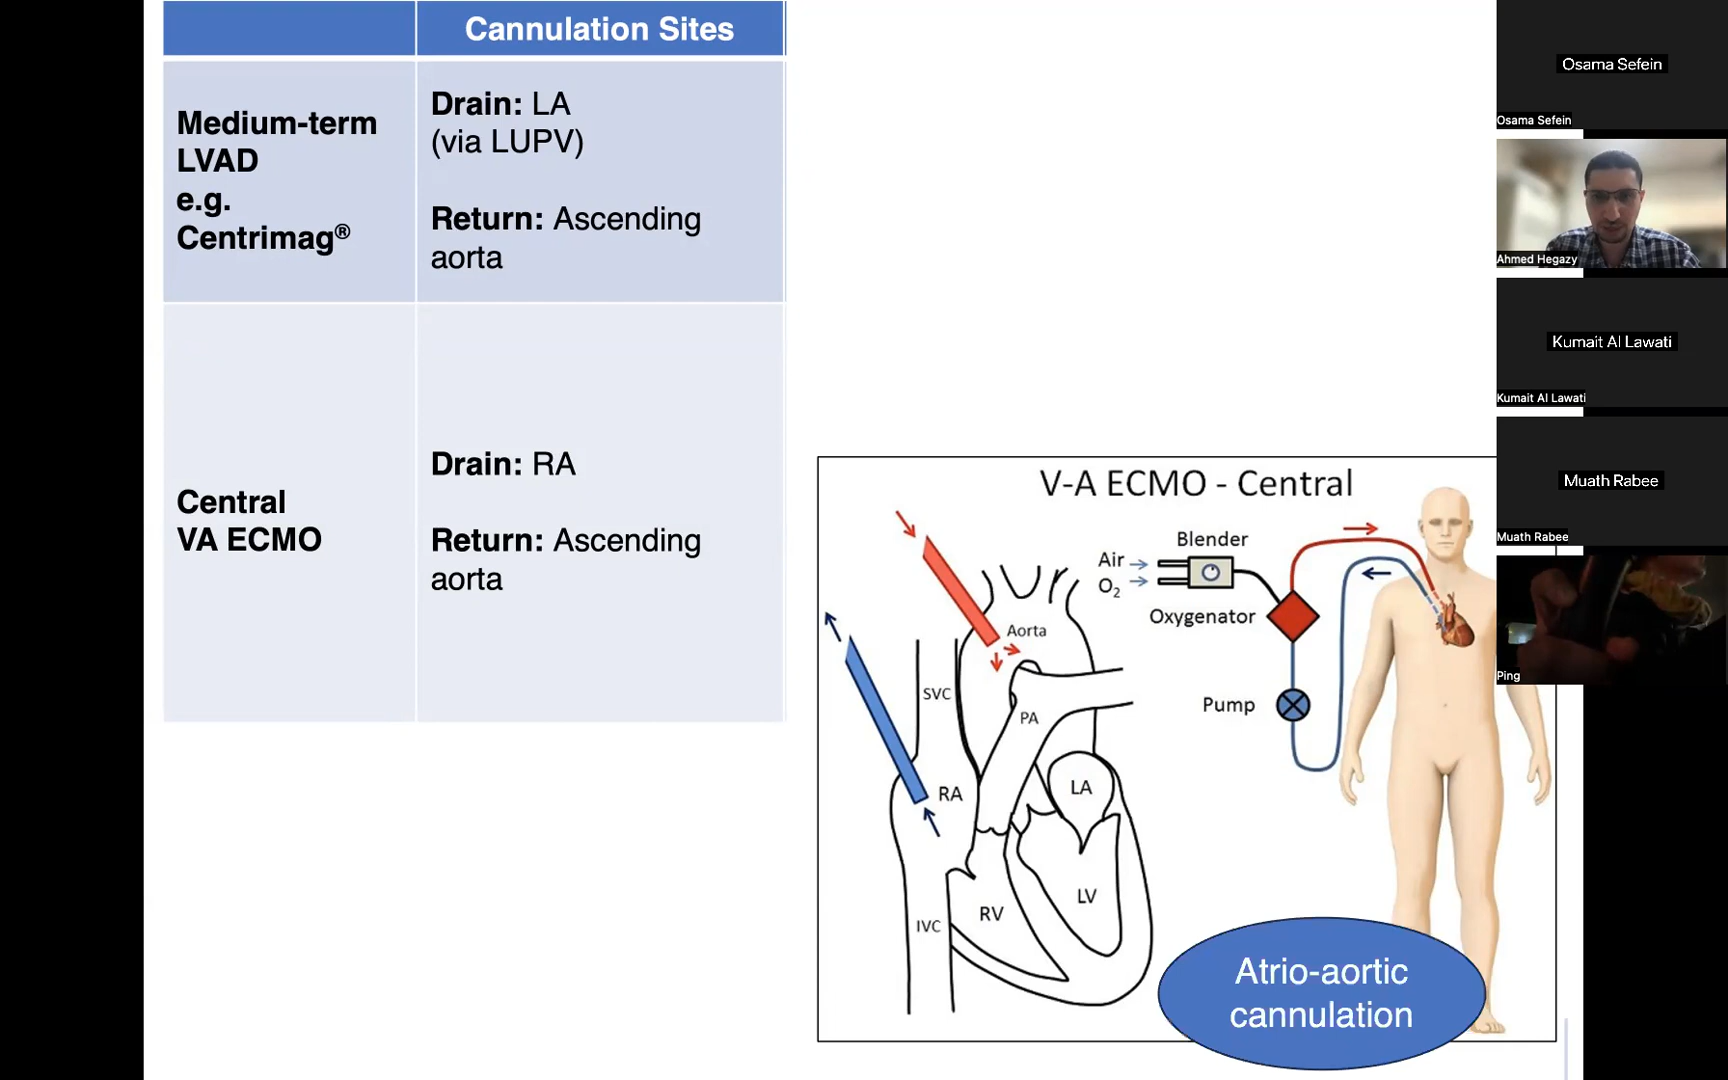 Cannulation Sites
Medium-term
LVAD
e.g.
Centrimag®
Drain: LA
(via LUPV)
Return: Ascending
aorta
Central
VA ECMO
Drain: RA
Return: Ascending
aorta
V-A ECMO - Central
Blender
Air
O₂
Oxygenator
Pump
Aorta
SVC
PA
RA
LA
LV
RV
IVC
Atrio-aortic
cannulation
Osama Sefein
Osama Sefein
Ahmed Hegazy
Kumait Al Lawati
Kumait Al Lawati
Muath Rabee
Muath Rabee
Ping